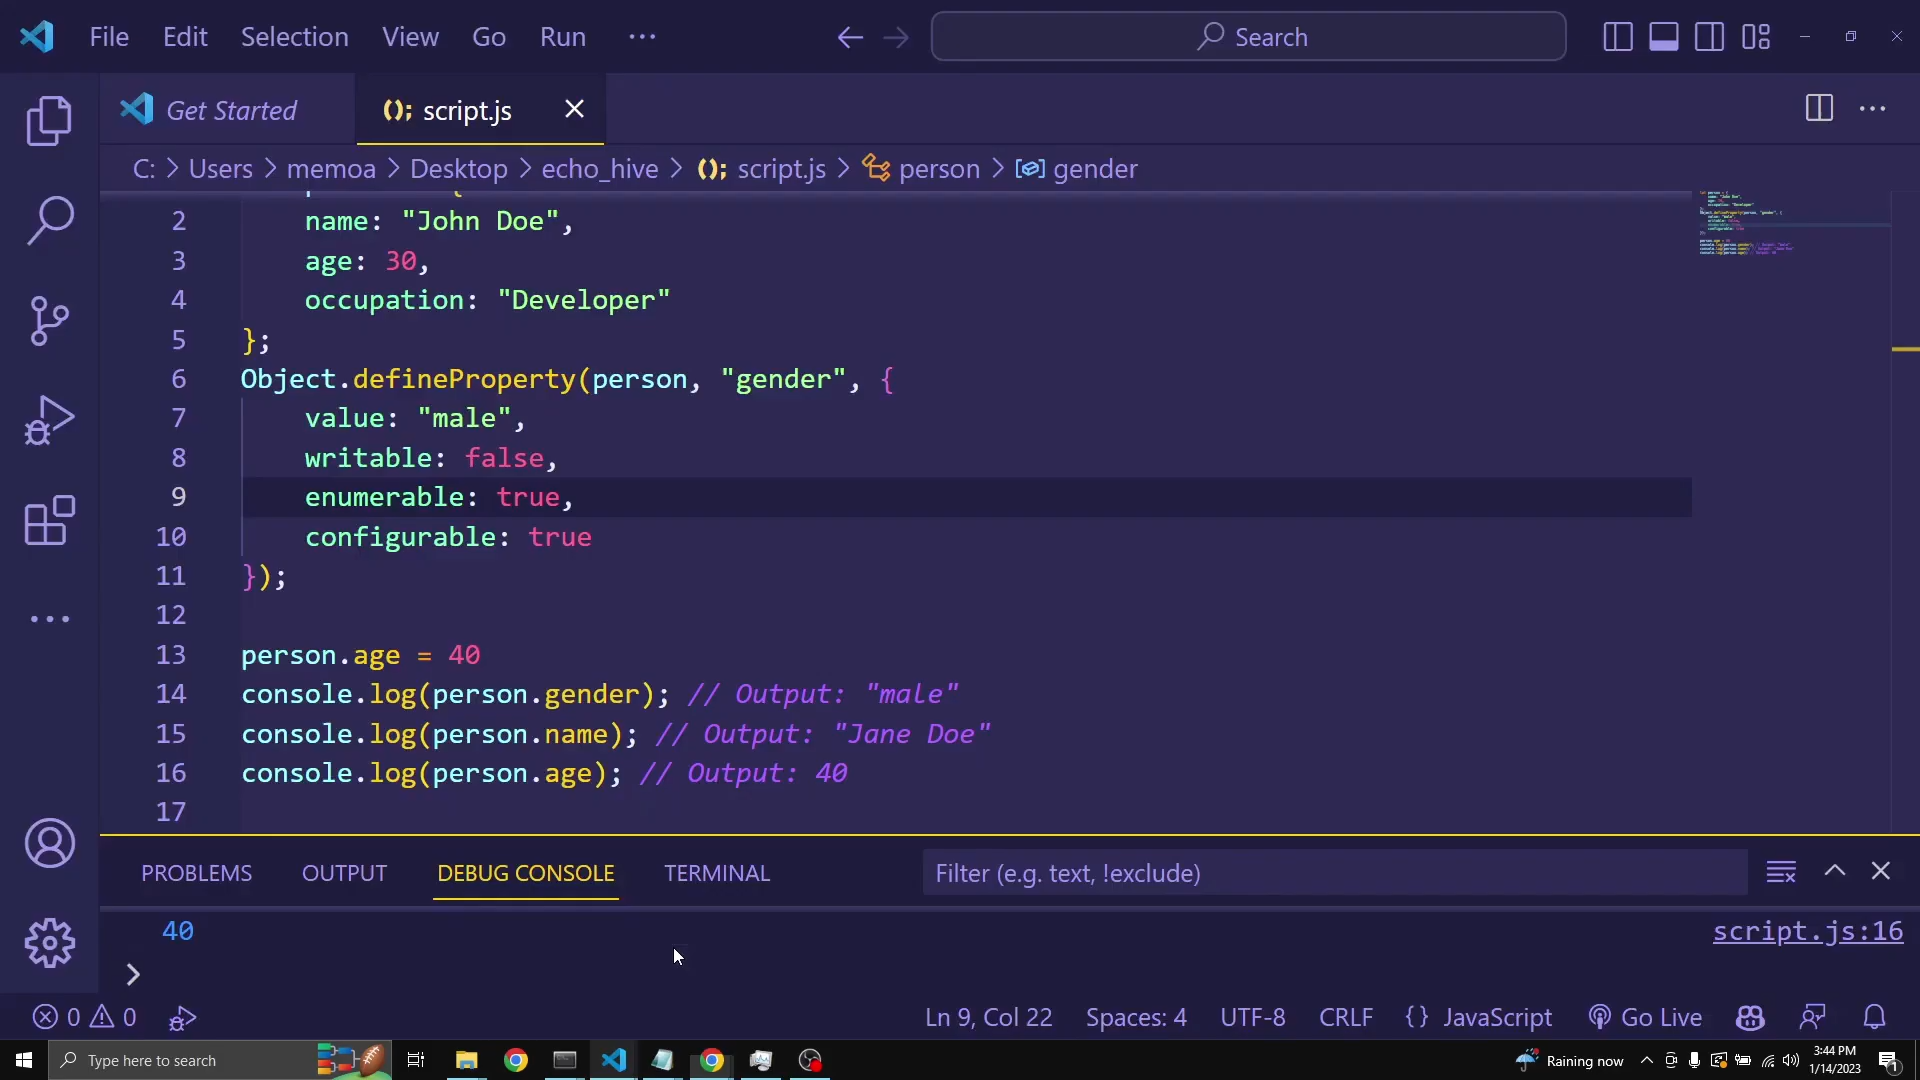 File Edit Selection View Go Run ··· Search
Get Started script.js
C: > Users > memoa > Desktop > echo_hive > script.js > person > gender
2 name: "John Doe",
3 age: 30,
4 occupation: "Developer"
5 };
6 Object.defineProperty(person, "gender", {
7 value: "male",
8 writable: false,
9 enumerable: true,
10 configurable: true
11 });
12
13 person.age = 40
14 console.log(person.gender); // Output: "male"
15 console.log(person.name); // Output: "Jane Doe"
16 console.log(person.age); // Output: 40
17
PROBLEMS OUTPUT DEBUG CONSOLE TERMINAL Filter (e.g. text, !exclude)
40 script.js:16
>
0 0 Ln 9, Col 22 Spaces: 4 UTF-8 CRLF {} JavaScript Go Live
Type here to search Raining now 3:44 PM
1/14/2023
1